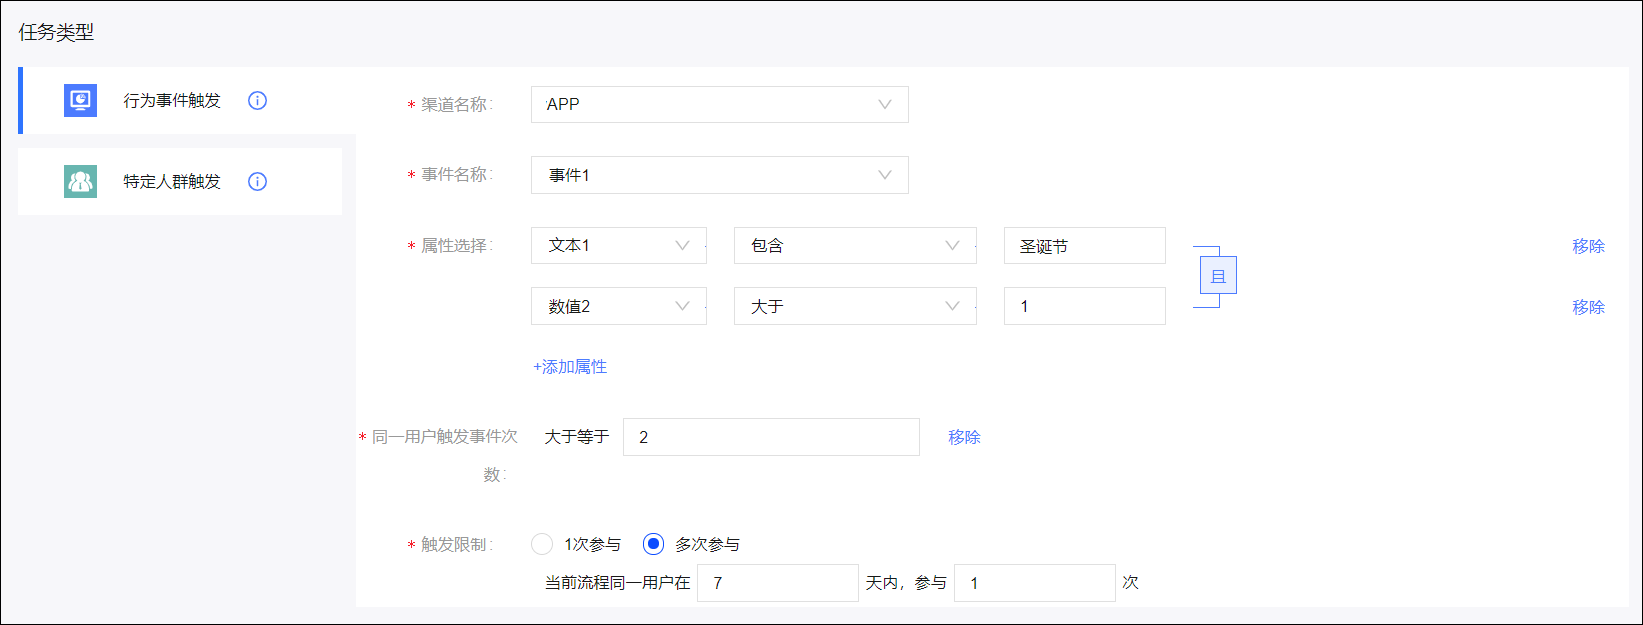 任务类型
行为事件触发
特定人群触发
* 渠道名称: APP
* 事件名称: 事件1
* 属性选择: 文本1 包含 圣诞节 移除
且
数值2 大于 1 移除
+添加属性
* 同一用户触发事件次 大于等于 2 移除
数:
* 触发限制: 1次参与 多次参与
当前流程同一用户在 7 天内，参与 1 次